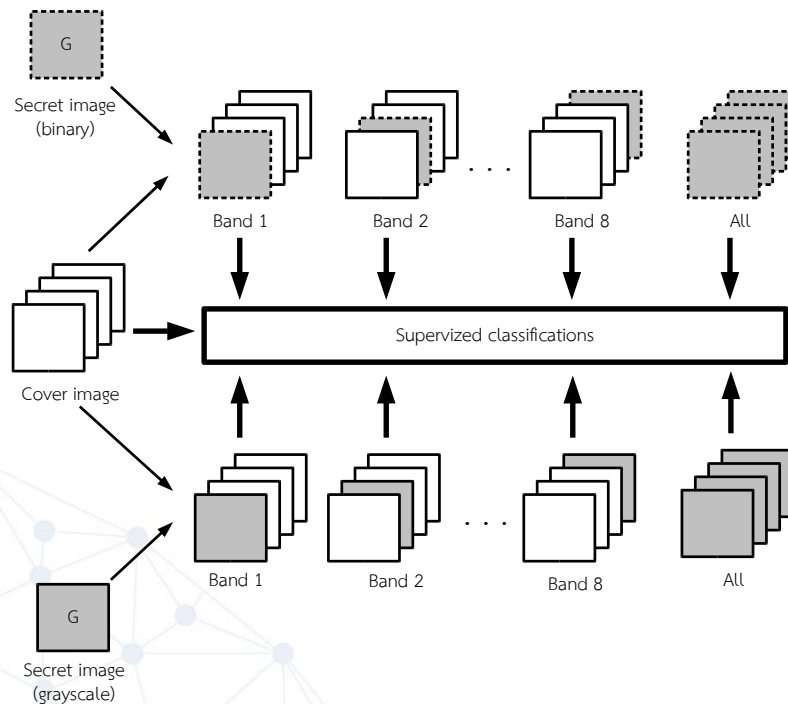 G
Secret image
(binary)
Band 1
Band 2
. . .
Band 8
All
Supervized classifications
Cover image
Band 1
Band 2
. . .
Band 8
All
G
Secret image
(grayscale)